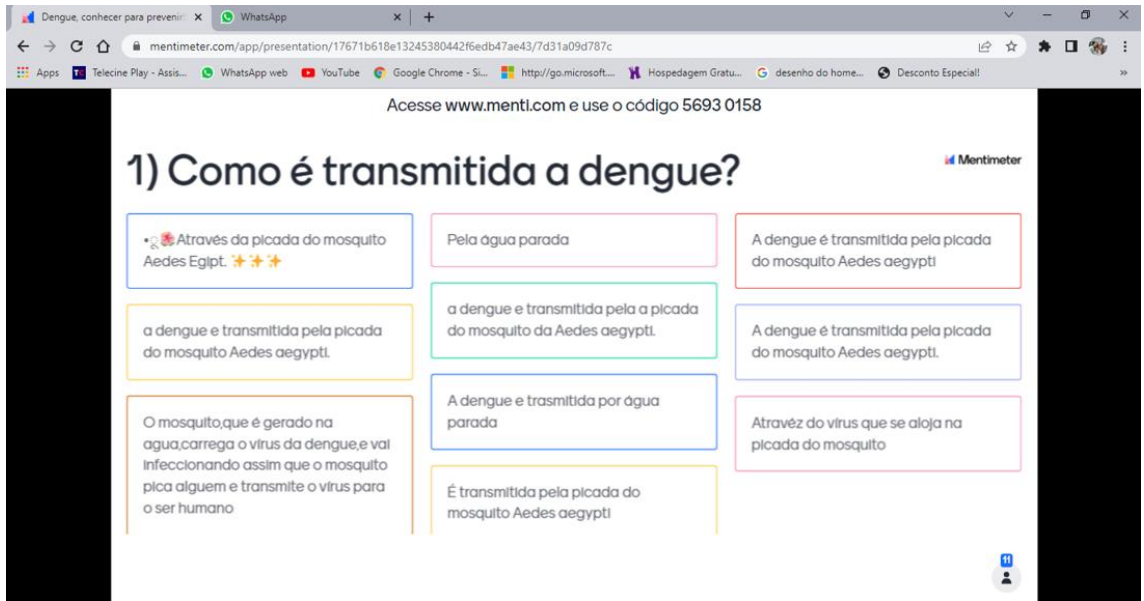 Dengue, conhecer para prevenir!
WhatsApp
mentimeter.com/app/presentation/17671b618e13245380442f6edb47ae43/7d31a09d787c
Apps
Telecine Play - Assis...
WhatsApp web
YouTube
Google Chrome - Si...
http://go.microsoft....
Hospedagem Gratu...
desenho do home...
Desconto Especial!
Acesse www.menti.com e use o código 5693 0158
1) Como é transmitida a dengue?
Mentimeter
Através da picada do mosquito
Aedes Egipt. ✨✨✨
a dengue e transmitida pela picada
do mosquito Aedes aegypti.
O mosquito,que é gerado na
agua,carrega o vírus da dengue,e vai
infeccionando assim que o mosquito
pica alguem e transmite o vírus para
o ser humano
Pela água parada
a dengue e transmitida pela a picada
do mosquito da Aedes aegypti.
A dengue e trasmitida por água
parada
É transmitida pela picada do
mosquito Aedes aegypti
A dengue é transmitida pela picada
do mosquito Aedes aegypti
A dengue é transmitida pela picada
do mosquito Aedes aegypti.
Atravéz do vírus que se aloja na
picada do mosquito
11